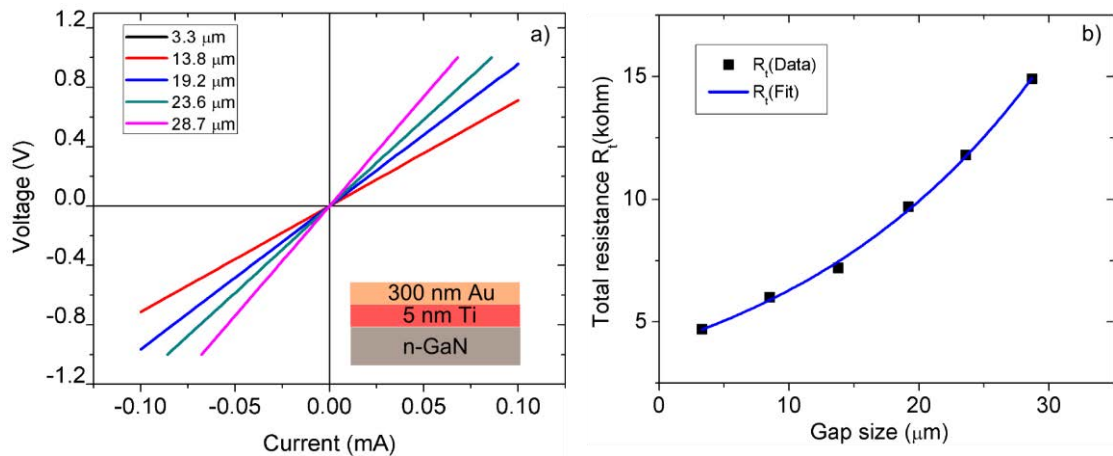 1.2
0.8
0.4
0.0
-0.4
-0.8
-1.2
Voltage (V)
3.3 μm
13.8 μm
19.2 μm
23.6 μm
28.7 μm
a)
300 nm Au
5 nm Ti
n-GaN
-0.10 -0.05 0.00 0.05 0.10
Current (mA)
b)
Rt(Data)
Rt(Fit)
15
10
5
Total resistance Rt(kohm)
0 10 20 30
Gap size (μm)